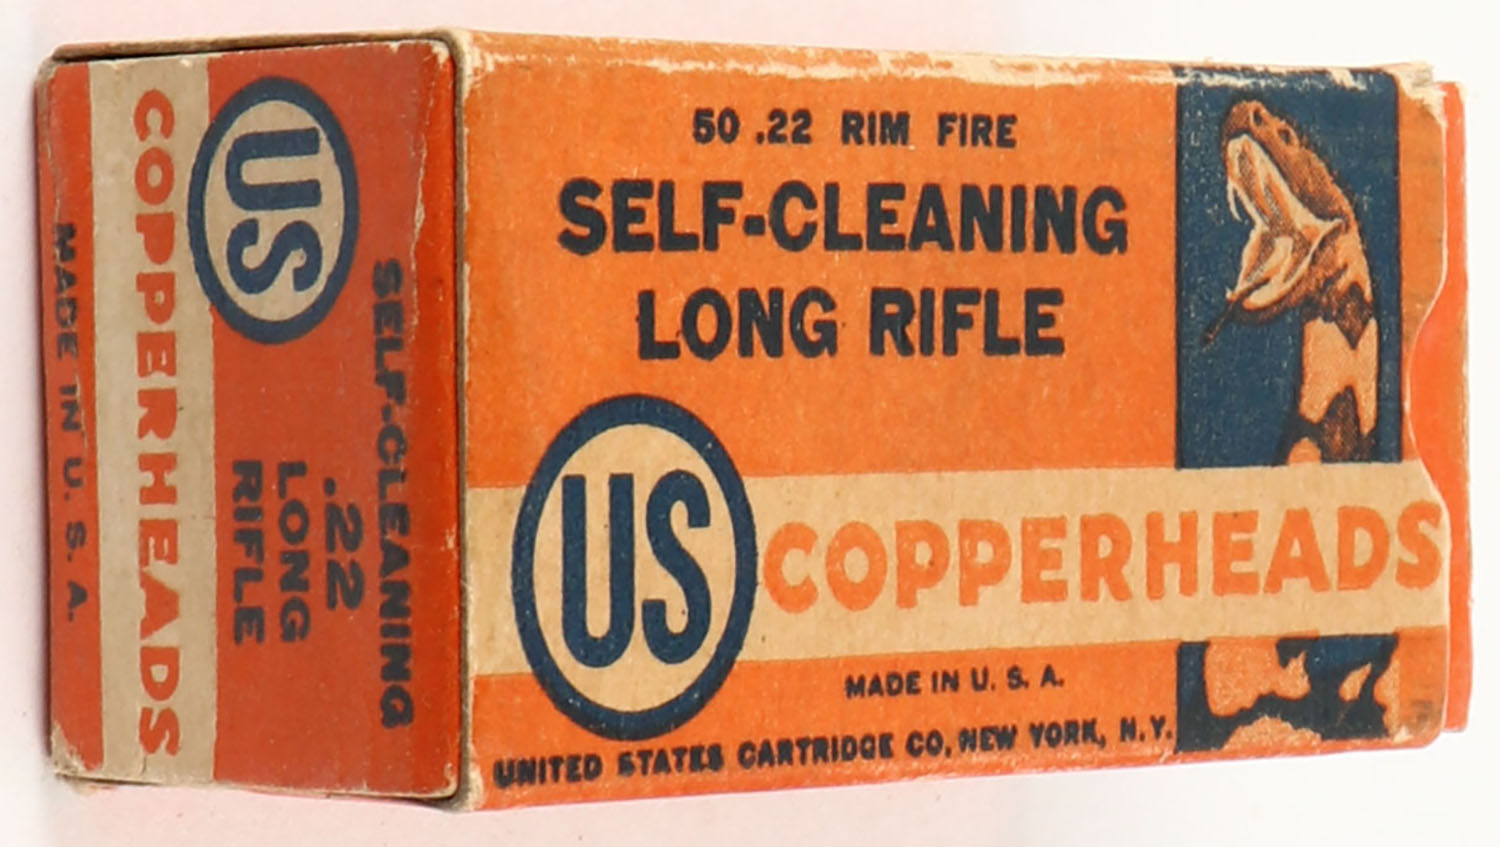 50 .22 RIM FIRE
SELF-CLEANING
LONG RIFLE
US
COPPERHEADS
MADE IN U. S. A.
UNITED STATES CARTRIDGE CO, NEW YORK, N.Y.
SELF-CLEANING
.22
LONG
RIFLE
US
COPPERHEADS
MADE IN U. S. A.